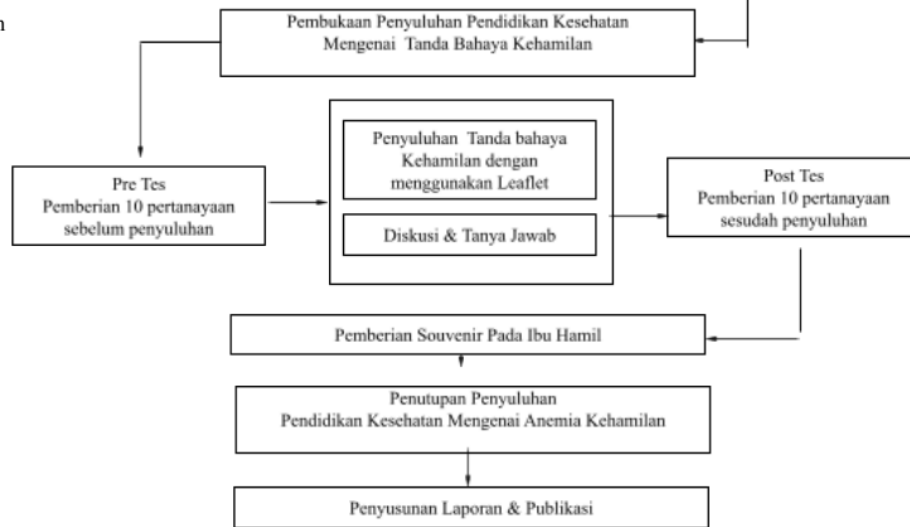 n
Pembukaan Penyuluhan Pendidikan Kesehatan
Mengenai Tanda Bahaya Kehamilan
Pre Tes
Pemberian 10 pertanayaan
sebelum penyuluhan
Penyuluhan Tanda bahaya
Kehamilan dengan
menggunakan Leaflet
Diskusi & Tanya Jawab
Post Tes
Pemberian 10 pertanayaan
sesudah penyuluhan
Pemberian Souvenir Pada Ibu Hamil
Penutupan Penyuluhan
Pendidikan Kesehatan Mengenai Anemia Kehamilan
Penyusunan Laporan & Publikasi